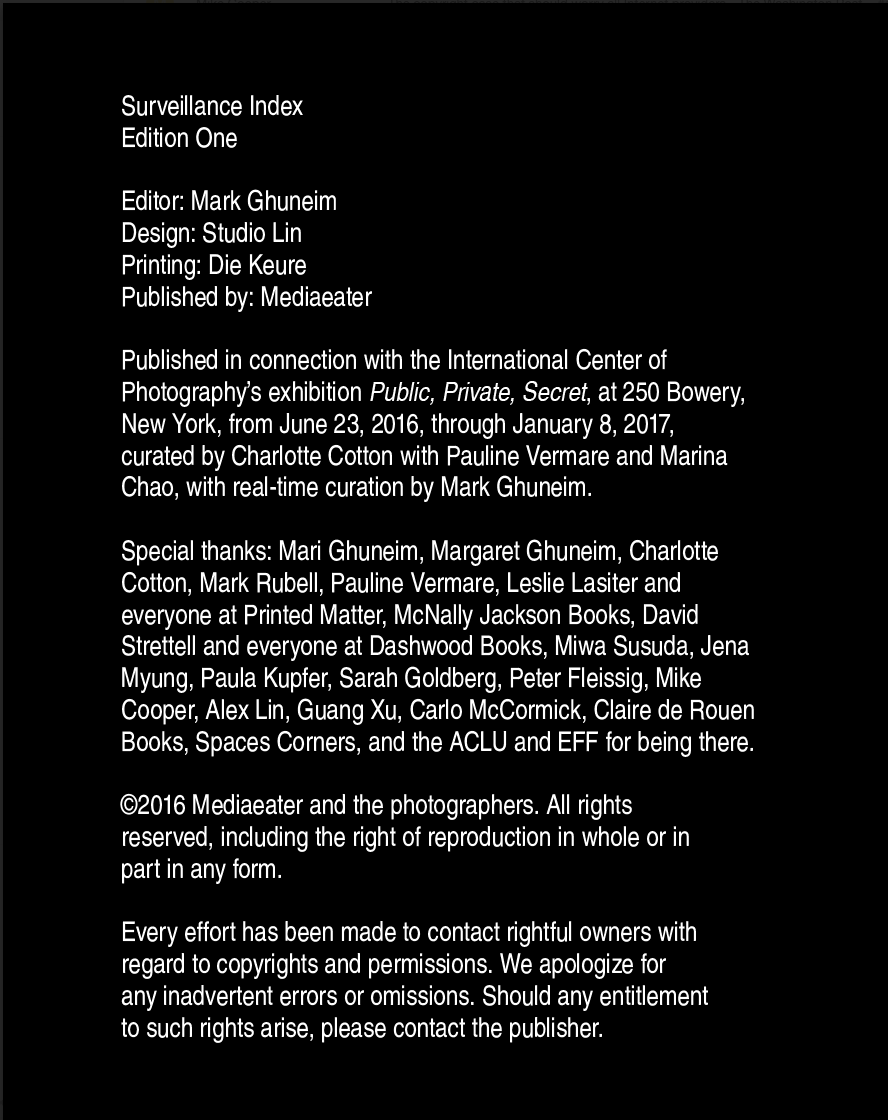 Surveillance Index
Edition One
Editor: Mark Ghuneim
Design: Studio Lin
Printing: Die Keure
Published by: Mediaeater
Published in connection with the International Center of
Photography's exhibition Public, Private, Secret, at 250 Bowery,
New York, from June 23, 2016, through January 8, 2017,
curated by Charlotte Cotton with Pauline Vermare and Marina
Chao, with real-time curation by Mark Ghuneim.
Special thanks: Mari Ghuneim, Margaret Ghuneim, Charlotte
Cotton, Mark Rubell, Pauline Vermare, Leslie Lasiter and
everyone at Printed Matter, McNally Jackson Books, David
Strettell and everyone at Dashwood Books, Miwa Susuda, Jena
Myung, Paula Kupfer, Sarah Goldberg, Peter Fleissig, Mike
Cooper, Alex Lin, Guang Xu, Carlo McCormick, Claire de Rouen
Books, Spaces Corners, and the ACLU and EFF for being there.
©2016 Mediaeater and the photographers. All rights
reserved, including the right of reproduction in whole or in
part in any form.
Every effort has been made to contact rightful owners with
regard to copyrights and permissions. We apologize for
any inadvertent errors or omissions. Should any entitlement
to such rights arise, please contact the publisher.